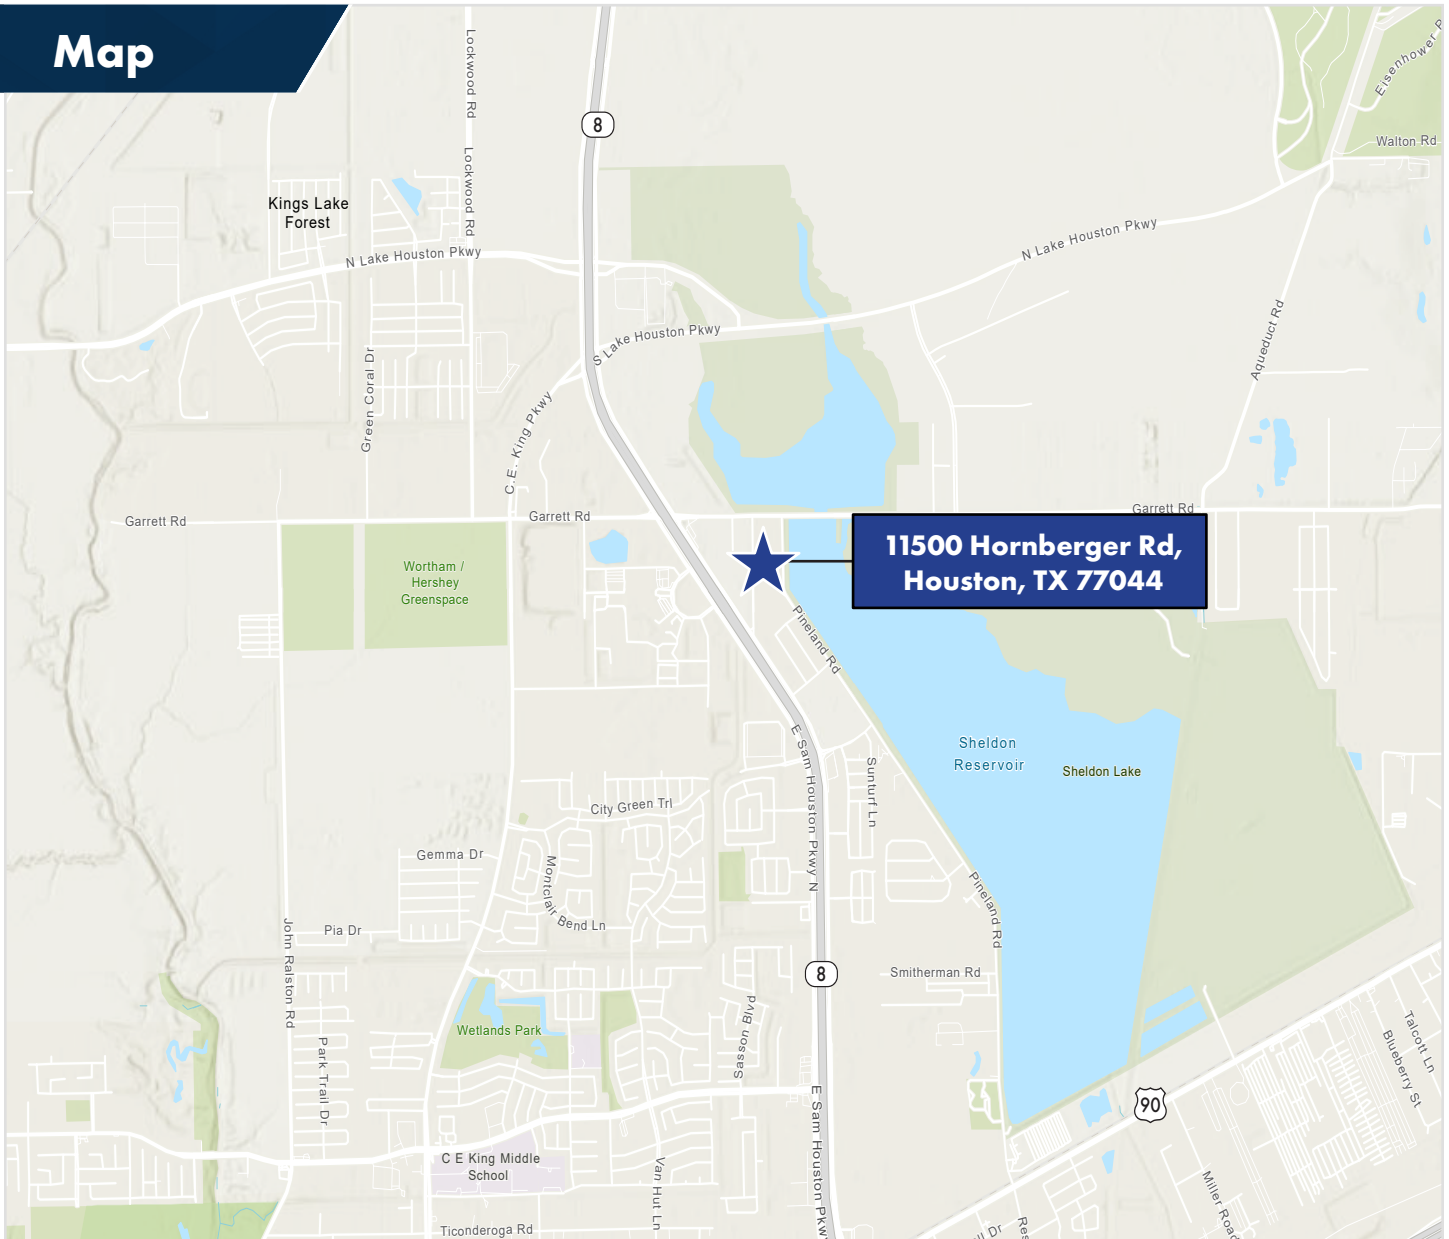 Map
Lockwood Rd
8
Eisenhower P
Walton Rd
Lockwood Rd
Kings Lake
Forest
N Lake Houston Pkwy
N Lake Houston Pkwy
S Lake Houston Pkwy
Aqueduct Rd
Green Coral Dr
C.E. King Pkwy
Garrett Rd
Garrett Rd
Garrett Rd
11500 Hornberger Rd,
Houston, TX 77044
Wortham /
Hershey
Greenspace
Pineland Rd
E Sam Houston Pkwy N
Sheldon
Reservoir
Sheldon Lake
Sunturf Ln
City Green Trl
Gemma Dr
Montclair Bend Ln
Pineland Rd
John Ralston Rd
Pia Dr
8
Smitherman Rd
Wetlands Park
Sasson Blvd
Park Trail Dr
Talcott Ln
Blueberry St
90
E Sam Houston Pkw
C E King Middle
School
Van Hut Ln
Miller Road
Ticonderoga Rd
Res
Dr